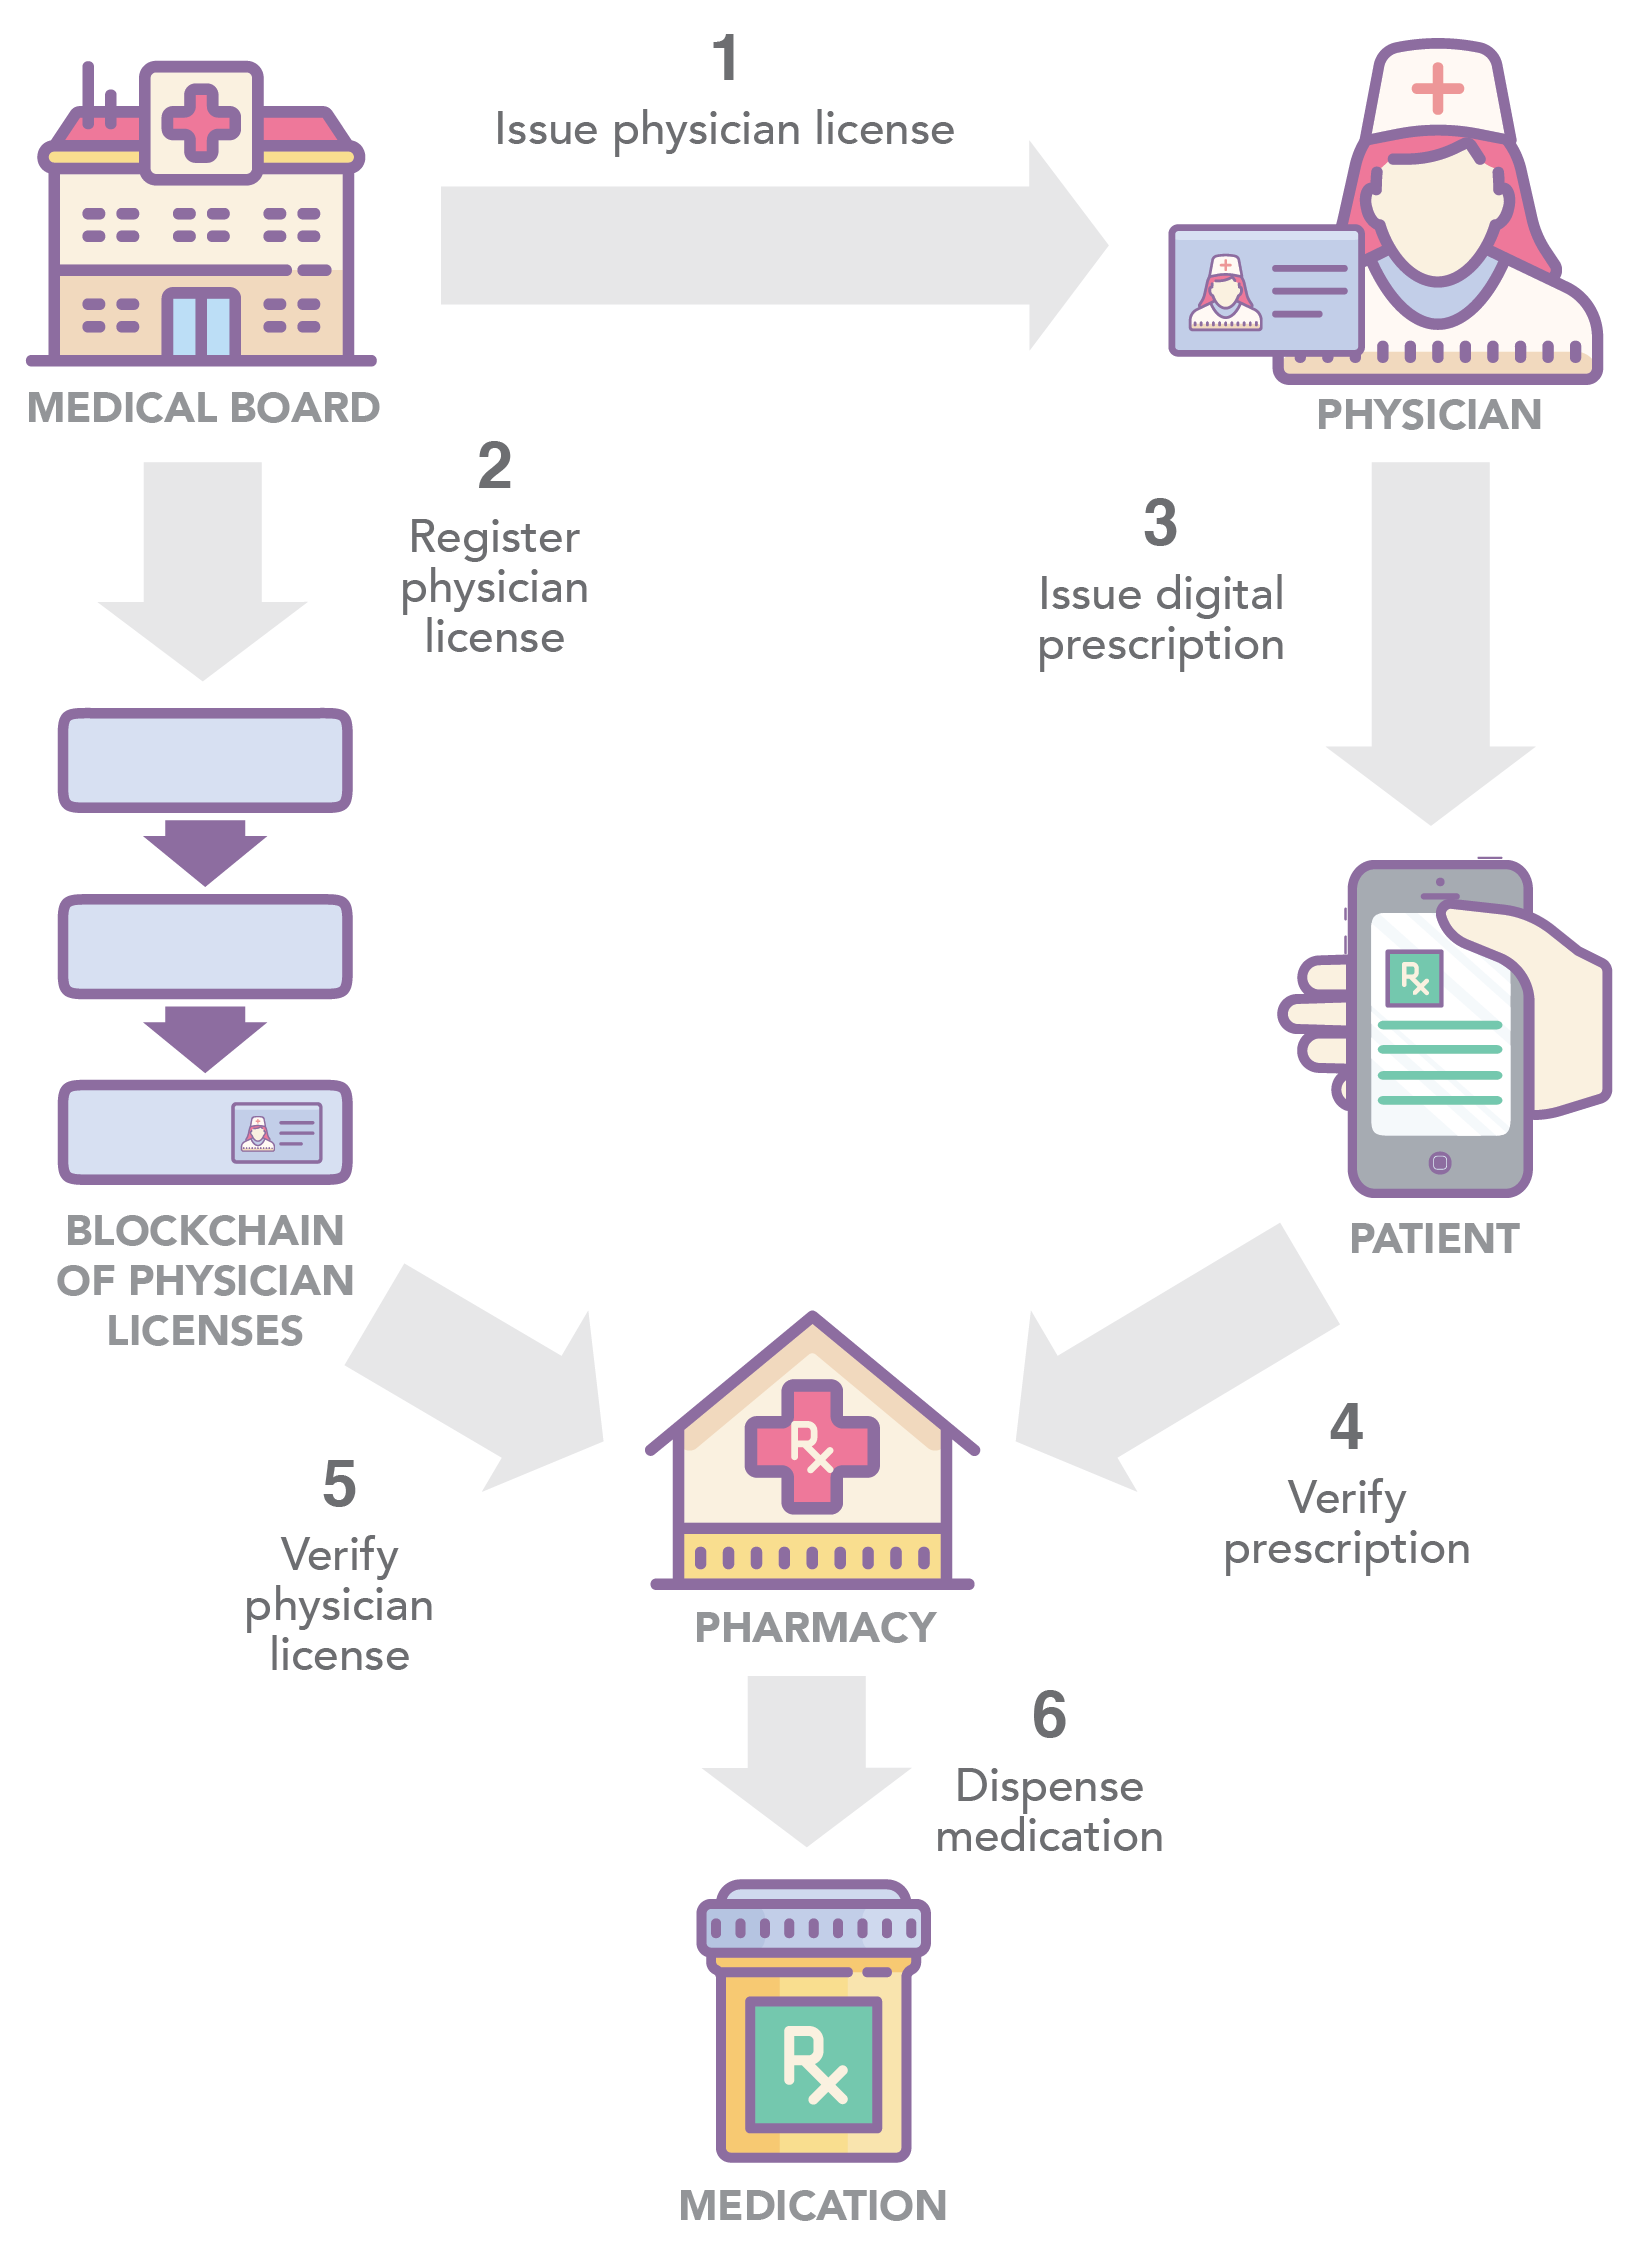 1
Issue physician license
MEDICAL BOARD
PHYSICIAN
2
Register
physician
license
3
Issue digital
prescription
Rx
BLOCKCHAIN
OF PHYSICIAN
LICENSES
PATIENT
Rx
4
Verify
prescription
5
Verify
physician
license
PHARMACY
6
Dispense
medication
Rx
MEDICATION